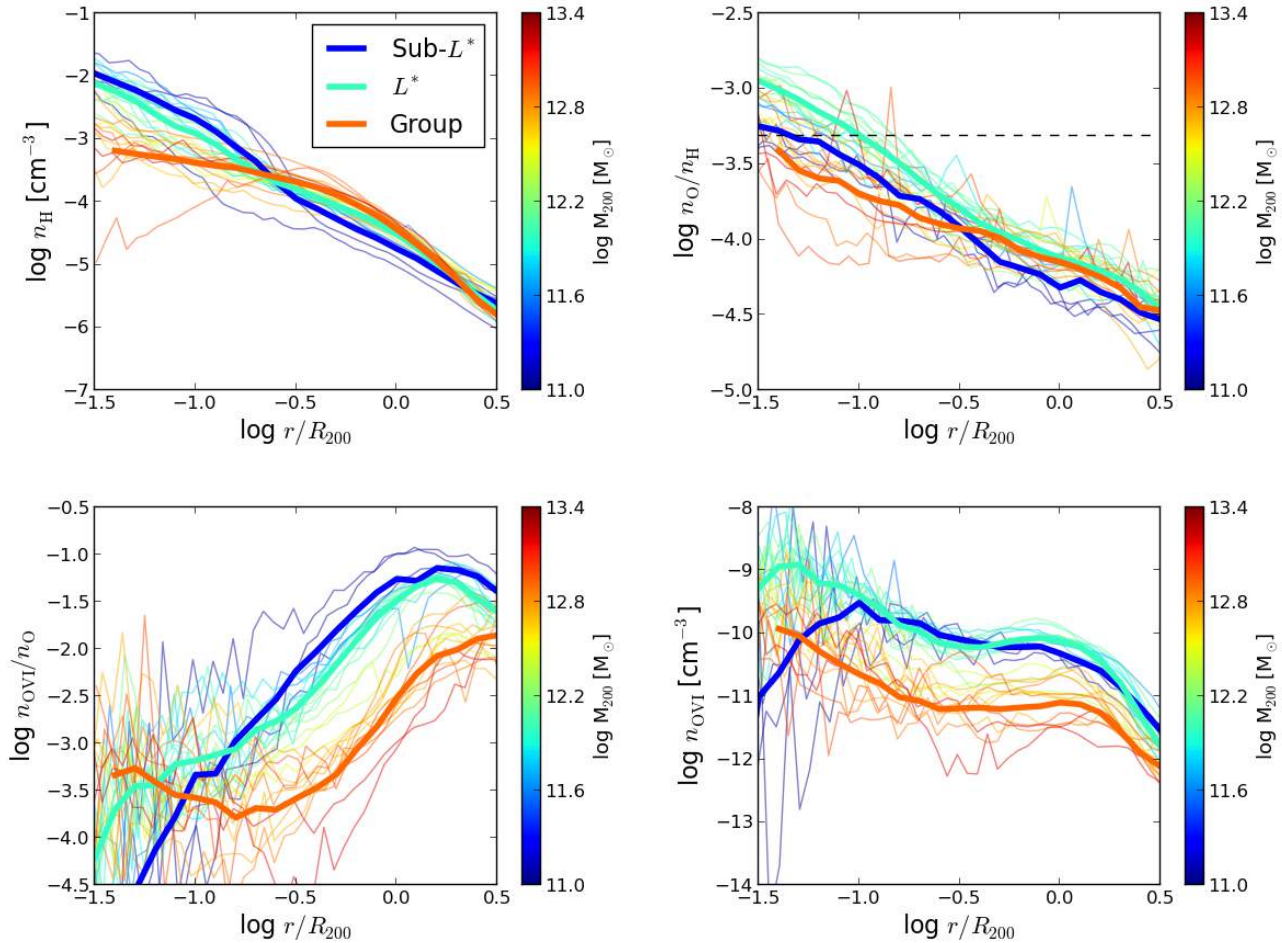 −1
−2
−3
−4
−5
−6
−7
log n_H [cm^−3]
Sub-L*
L*
Group
−1.5 −1.0 −0.5 0.0 0.5
log r/R_200
13.4
12.8
12.2
11.6
11.0
log M_200 [M_⊙]
−2.5
−3.0
−3.5
−4.0
−4.5
−5.0
log n_O/n_H
−1.5 −1.0 −0.5 0.0 0.5
log r/R_200
13.4
12.8
12.2
11.6
11.0
log M_200 [M_⊙]
−0.5
−1.0
−1.5
−2.0
−2.5
−3.0
−3.5
−4.0
−4.5
log n_OVI/n_O
−1.5 −1.0 −0.5 0.0 0.5
log r/R_200
13.4
12.8
12.2
11.6
11.0
log M_200 [M_⊙]
−8
−9
−10
−11
−12
−13
−14
log n_OVI [cm^−3]
−1.5 −1.0 −0.5 0.0 0.5
log r/R_200
13.4
12.8
12.2
11.6
11.0
log M_200 [M_⊙]